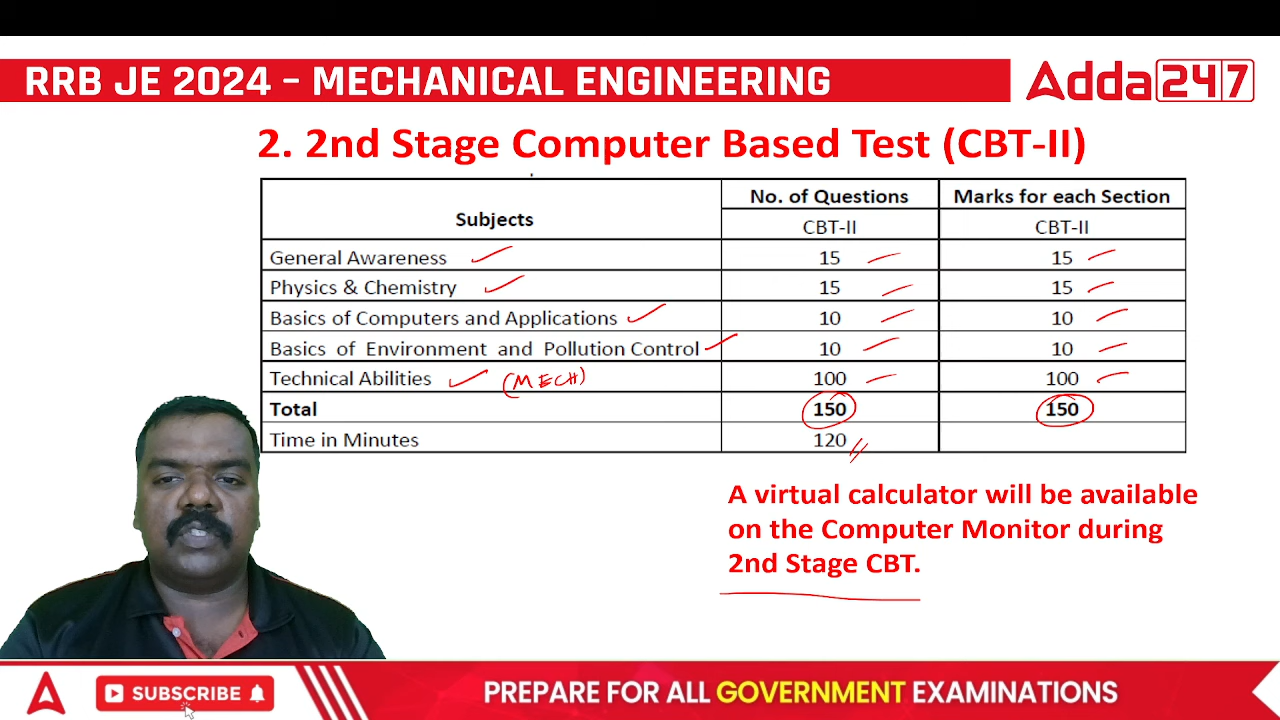 RRB JE 2024 - MECHANICAL ENGINEERING
Adda247
2. 2nd Stage Computer Based Test (CBT-II)
Subjects No. of Questions Marks for each Section
CBT-II CBT-II
General Awareness 15 15
Physics & Chemistry 15 15
Basics of Computers and Applications 10 10
Basics of Environment and Pollution Control 10 10
Technical Abilities (MECH) 100 100
Total 150 150
Time in Minutes 120
A virtual calculator will be available
on the Computer Monitor during
2nd Stage CBT.
SUBSCRIBE
PREPARE FOR ALL GOVERNMENT EXAMINATIONS